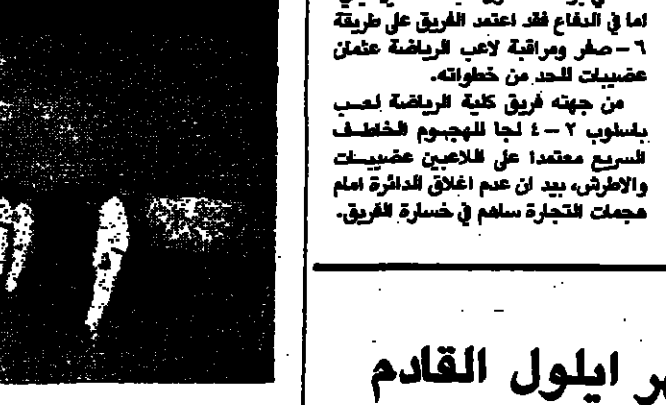 اما في الدفاع فقد اعتمد الفريق على طريقة
٦ - صفر ومراقبة لاعب الرياضة عثمان
عضيبات للحد من خطواته.
من جهته فريق كلية الرياضة لعب
باسلوب ٢ - ٤ لجا للهجوم الخاطف
السريع معتمدا على اللاعبين عضيبات
والاطرش، بيد ان عدم اغلاق الدائرة امام
هجمات التجارة ساهم في خسارة الفريق.
ايلول القادم